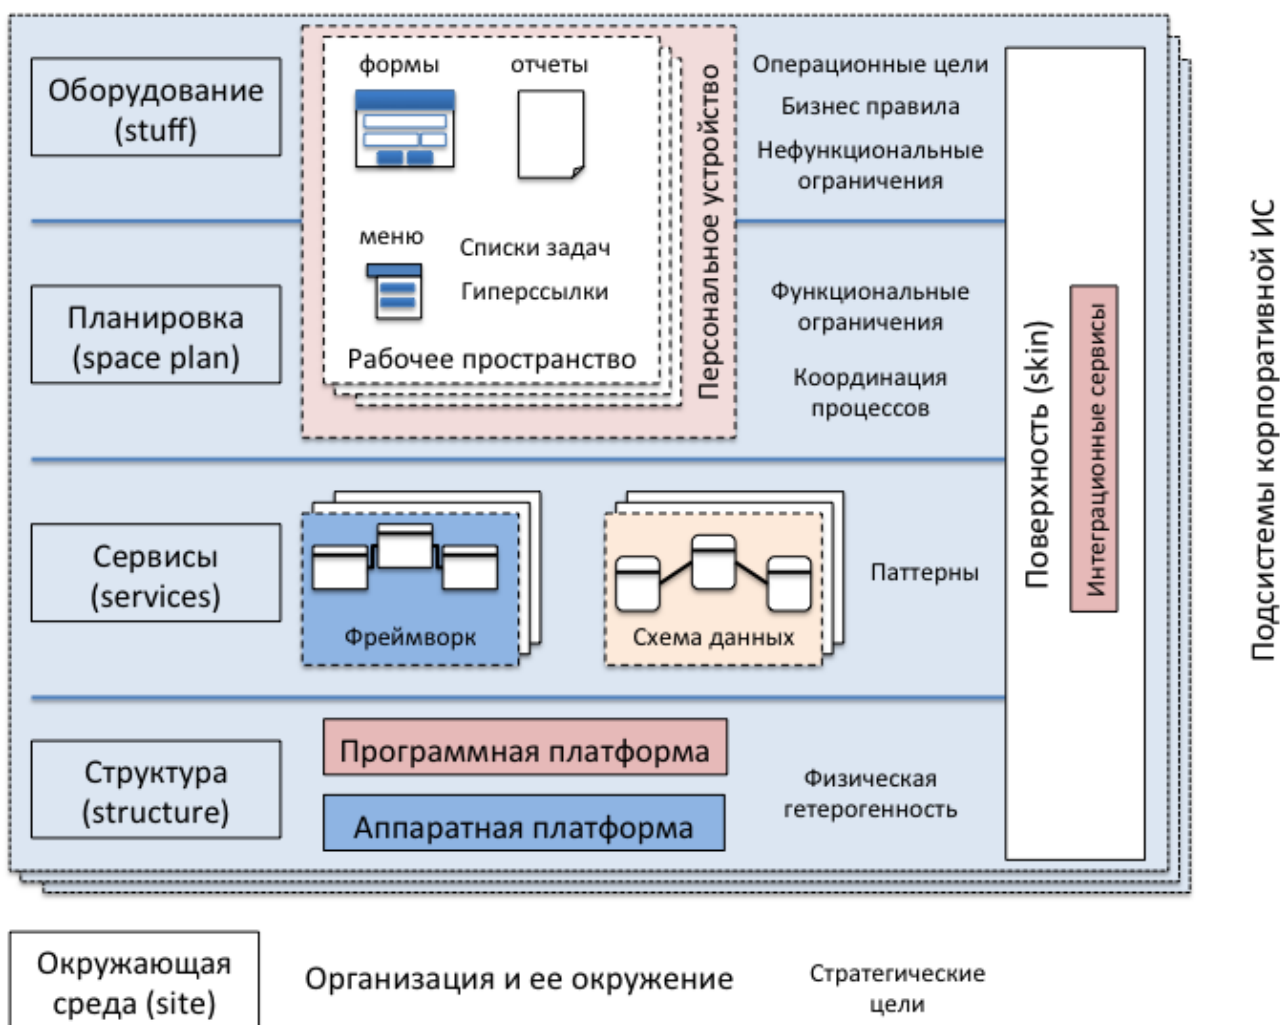 Оборудование
(stuff)
формы
отчеты
меню
Списки задач
Гиперссылки
Рабочее пространство
Персональное устройство
Операционные цели
Бизнес правила
Нефункциональные
ограничения
Планировка
(space plan)
Функциональные
ограничения
Координация
процессов
Сервисы
(services)
Фреймворк
Схема данных
Паттерны
Структура
(structure)
Программная платформа
Аппаратная платформа
Физическая
гетерогенность
Поверхность (skin)
Интеграционные сервисы
Подсистемы корпоративной ИС
Окружающая
среда (site)
Организация и ее окружение
Стратегические
цели